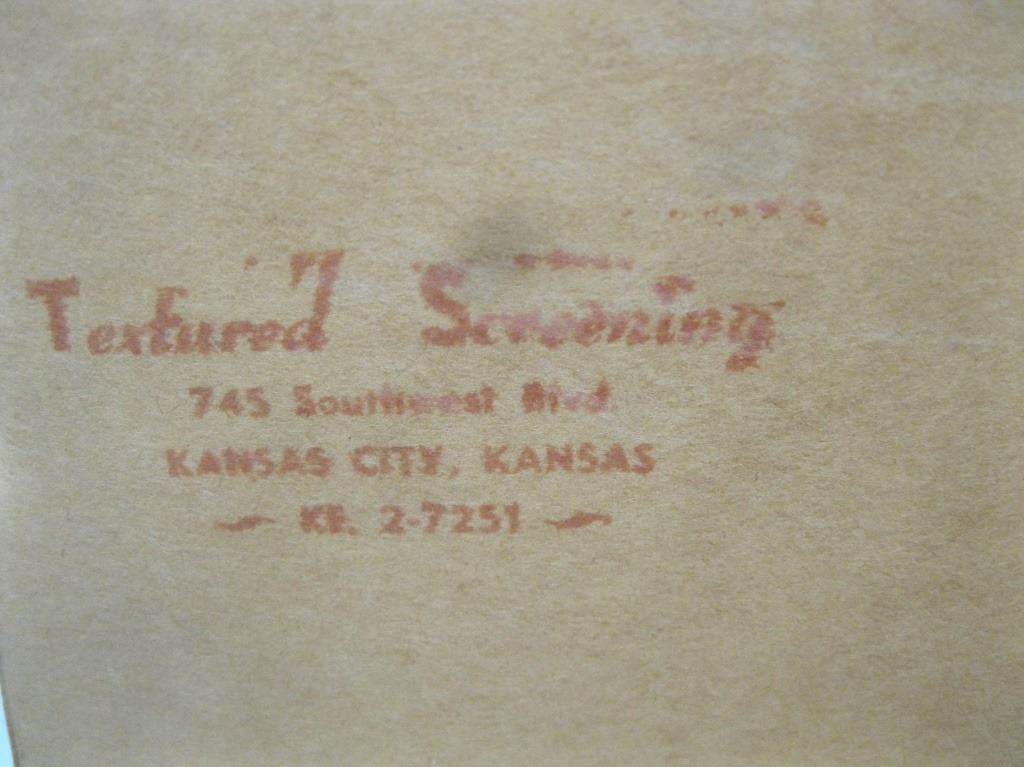 Textured Screening
745 Southwest Blvd.
KANSAS CITY, KANSAS
KE. 2-7251